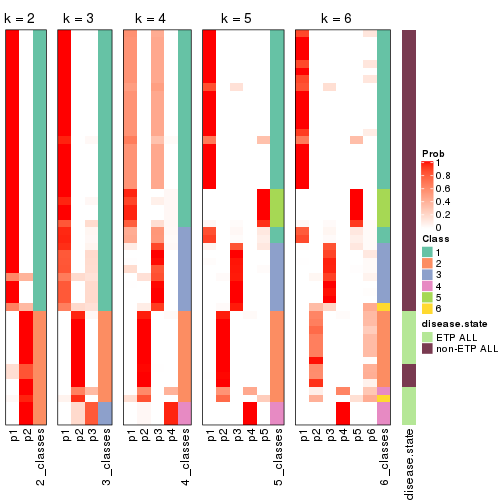 k = 2 k = 3 k = 4 k = 5 k = 6
Prob
1
0.8
0.6
0.4
0.2
0
Class
1
2
3
4
5
6
disease.state
ETP ALL
non-ETP ALL
p1 p2 2_classes p1 p2 p3 3_classes p1 p2 p3 p4 4_classes p1 p2 p3 p4 p5 5_classes p1 p2 p3 p4 p5 p6 6_classes disease.state